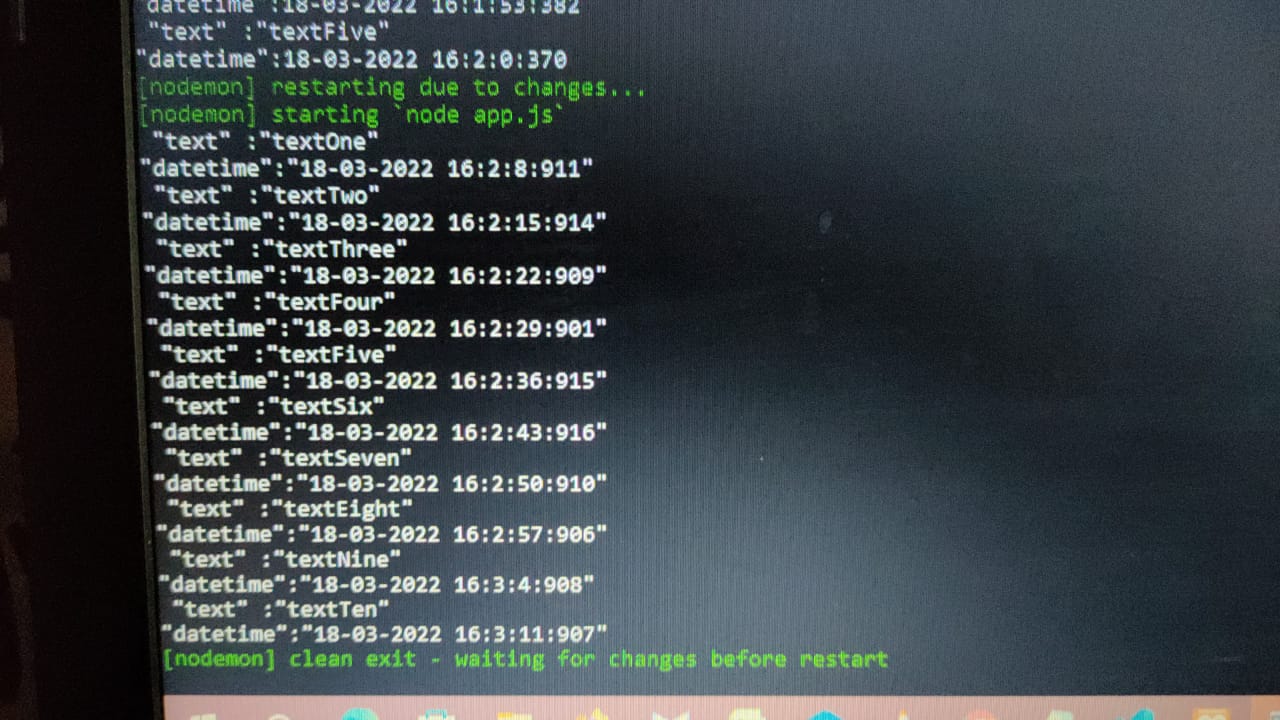 datetime :18-03-2022 16:1:53:382
"text" :"textFive"
"datetime":18-03-2022 16:2:0:370
[nodemon] restarting due to changes...
[nodemon] starting `node app.js`
"text" :"textOne"
"datetime":"18-03-2022 16:2:8:911"
"text" :"textTwo"
"datetime":"18-03-2022 16:2:15:914"
"text" :"textThree"
"datetime":"18-03-2022 16:2:22:909"
"text" :"textFour"
"datetime":"18-03-2022 16:2:29:901"
"text" :"textFive"
"datetime":"18-03-2022 16:2:36:915"
"text" :"textSix"
"datetime":"18-03-2022 16:2:43:916"
"text" :"textSeven"
"datetime":"18-03-2022 16:2:50:910"
"text" :"textEight"
"datetime":"18-03-2022 16:2:57:906"
"text" :"textNine"
"datetime":"18-03-2022 16:3:4:908"
"text" :"textTen"
"datetime":"18-03-2022 16:3:11:907"
[nodemon] clean exit - waiting for changes before restart